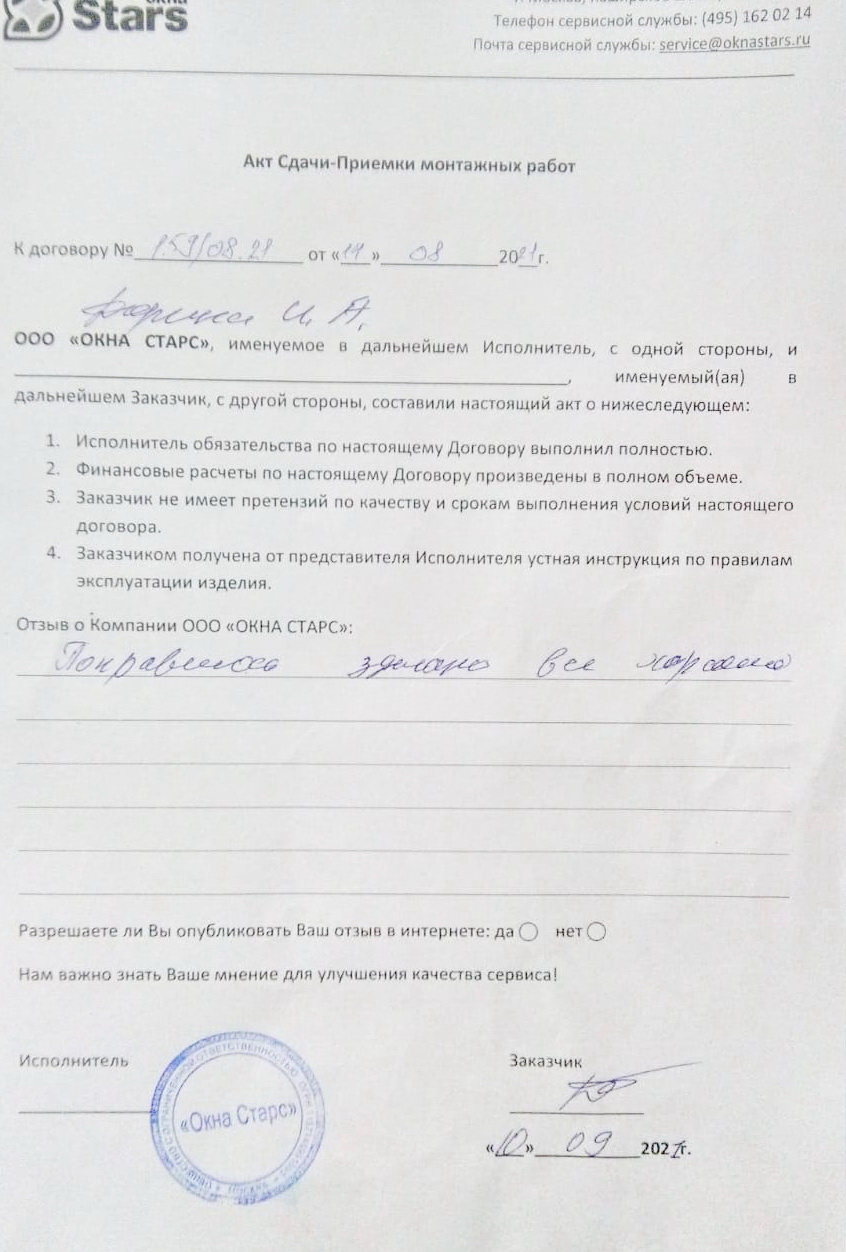 Stars
Телефон сервисной службы: (495) 162 02 14
Почта сервисной службы: service@oknastars.ru
Акт Сдачи-Приемки монтажных работ
К договору № 159/08.21 от « » 08 2021г.
И. А.
ООО «ОКНА СТАРС», именуемое в дальнейшем Исполнитель, с одной стороны, и
, именуемый(ая) в
дальнейшем Заказчик, с другой стороны, составили настоящий акт о нижеследующем:
1. Исполнитель обязательства по настоящему Договору выполнил полностью.
2. Финансовые расчеты по настоящему Договору произведены в полном объеме.
3. Заказчик не имеет претензий по качеству и срокам выполнения условий настоящего
договора.
4. Заказчиком получена от представителя Исполнителя устная инструкция по правилам
эксплуатации изделия.
Отзыв о Компании ООО «ОКНА СТАРС»:
Понравилось зделано все хорошо
Разрешаете ли Вы опубликовать Ваш отзыв в интернете: да нет
Нам важно знать Ваше мнение для улучшения качества сервиса!
Исполнитель
Заказчик
«Окна Старс»
«10» 09 2021г.